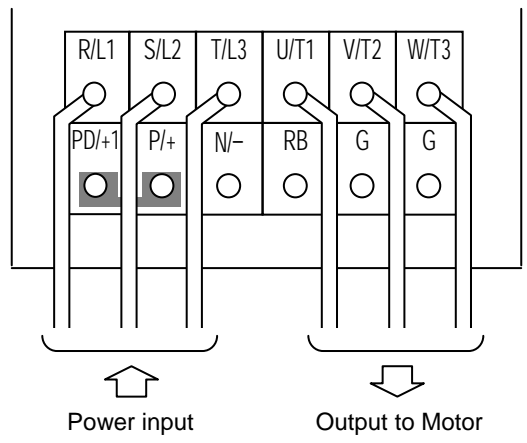 R/L1 S/L2 T/L3 U/T1 V/T2 W/T3
PD/+1 P/+ N/− RB G G
Power input Output to Motor